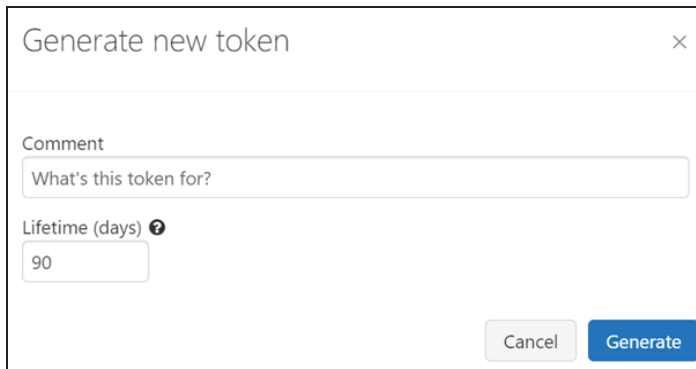 Generate new token
×
Comment
What's this token for?
Lifetime (days) ?
90
Cancel Generate